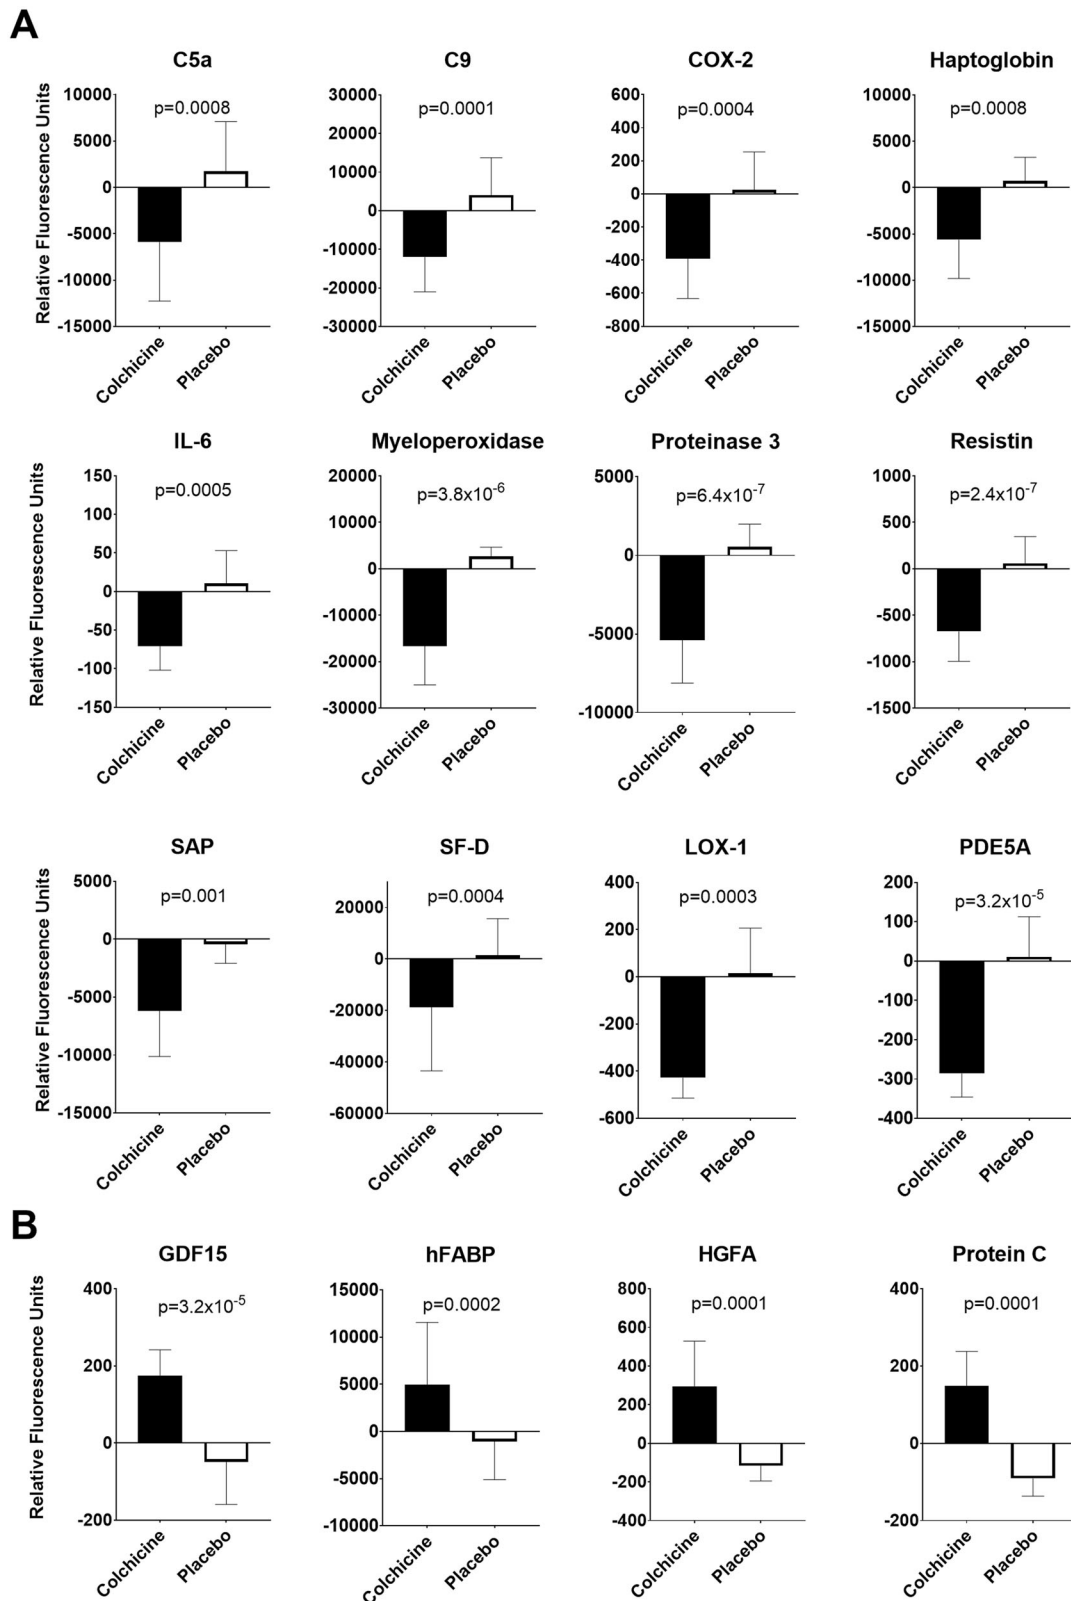 A
C5a C9 COX-2 Haptoglobin
Relative Fluorescence Units
p=0.0008 p=0.0001 p=0.0004 p=0.0008
10000 5000 0 -5000 -10000 -15000
30000 20000 10000 0 -10000 -20000 -30000
600 400 200 0 -200 -400 -600 -800
10000 5000 0 -5000 -10000 -15000
Colchicine Placebo Colchicine Placebo Colchicine Placebo Colchicine Placebo
IL-6 Myeloperoxidase Proteinase 3 Resistin
Relative Fluorescence Units
p=0.0005 p=3.8x10⁻⁶ p=6.4x10⁻⁷ p=2.4x10⁻⁷
150 100 50 0 -50 -100 -150
20000 10000 0 -10000 -20000 -30000
5000 0 -5000 -10000
1000 500 0 -500 -1000 -1500
Colchicine Placebo Colchicine Placebo Colchicine Placebo Colchicine Placebo
SAP SF-D LOX-1 PDE5A
Relative Fluorescence Units
p=0.001 p=0.0004 p=0.0003 p=3.2x10⁻⁵
5000 0 -5000 -10000 -15000
20000 0 -20000 -40000 -60000
400 200 0 -200 -400 -600
200 100 0 -100 -200 -300 -400
Colchicine Placebo Colchicine Placebo Colchicine Placebo Colchicine Placebo
B
GDF15 hFABP HGFA Protein C
Relative Fluorescence Units
p=3.2x10⁻⁵ p=0.0002 p=0.0001 p=0.0001
400 200 0 -200
15000 10000 5000 0 -5000 -10000
800 600 400 200 0 -200 -400
400 200 0 -200
Colchicine Placebo Colchicine Placebo Colchicine Placebo Colchicine Placebo